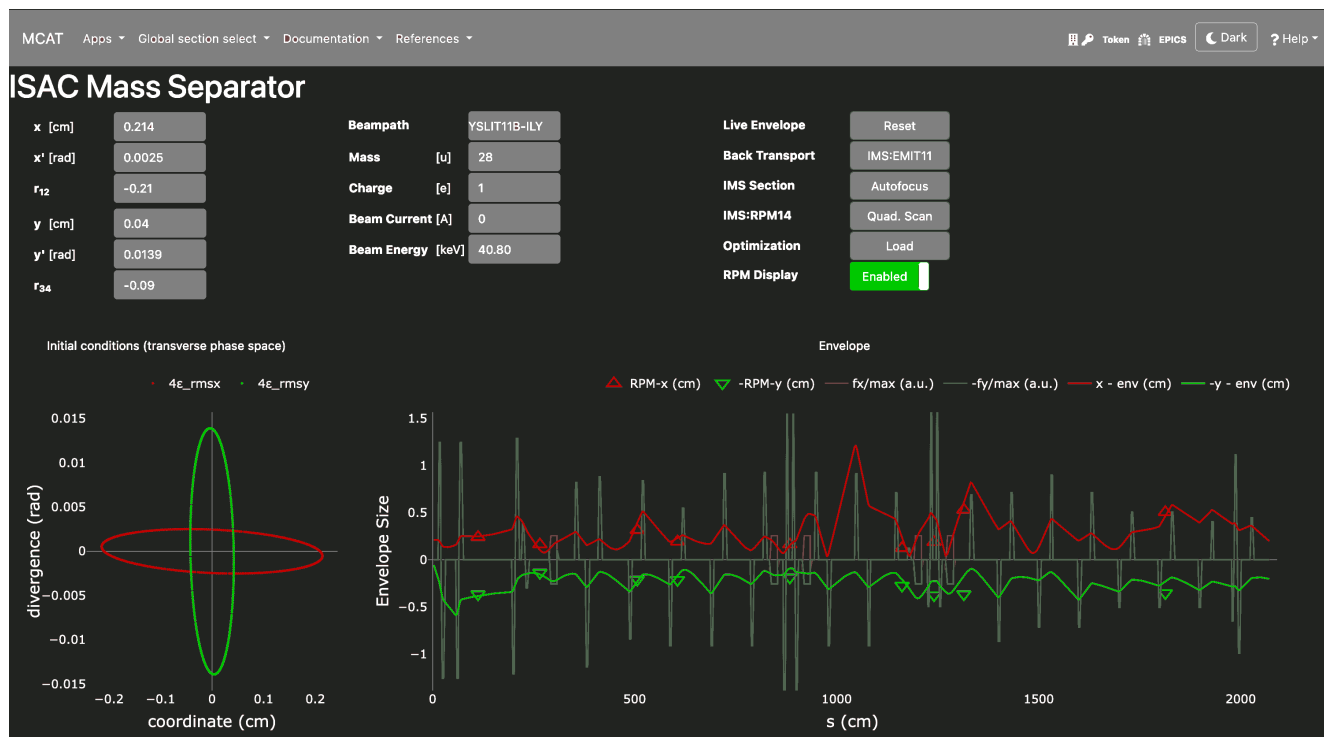 MCAT Apps Global section select Documentation References Token EPICS Dark ? Help
ISAC Mass Separator
x [cm] 0.214
x' [rad] 0.0025
r12 -0.21
y [cm] 0.04
y' [rad] 0.0139
r34 -0.09
Beampath YSLIT11B-ILY
Mass [u] 28
Charge [e] 1
Beam Current [A] 0
Beam Energy [keV] 40.80
Live Envelope Reset
Back Transport IMS:EMIT11
IMS Section Autofocus
IMS:RPM14 Quad. Scan
Optimization Load
RPM Display Enabled
Initial conditions (transverse phase space)
4ε_rmsx 4ε_rmsy
0.015
0.01
0.005
0
−0.005
−0.01
−0.015
divergence (rad)
−0.2 −0.1 0 0.1 0.2
coordinate (cm)
Envelope
RPM-x (cm) -RPM-y (cm) fx/max (a.u.) -fy/max (a.u.) x - env (cm) -y - env (cm)
1.5
1
0.5
0
−0.5
−1
Envelope Size
0 500 1000 1500 2000
s (cm)